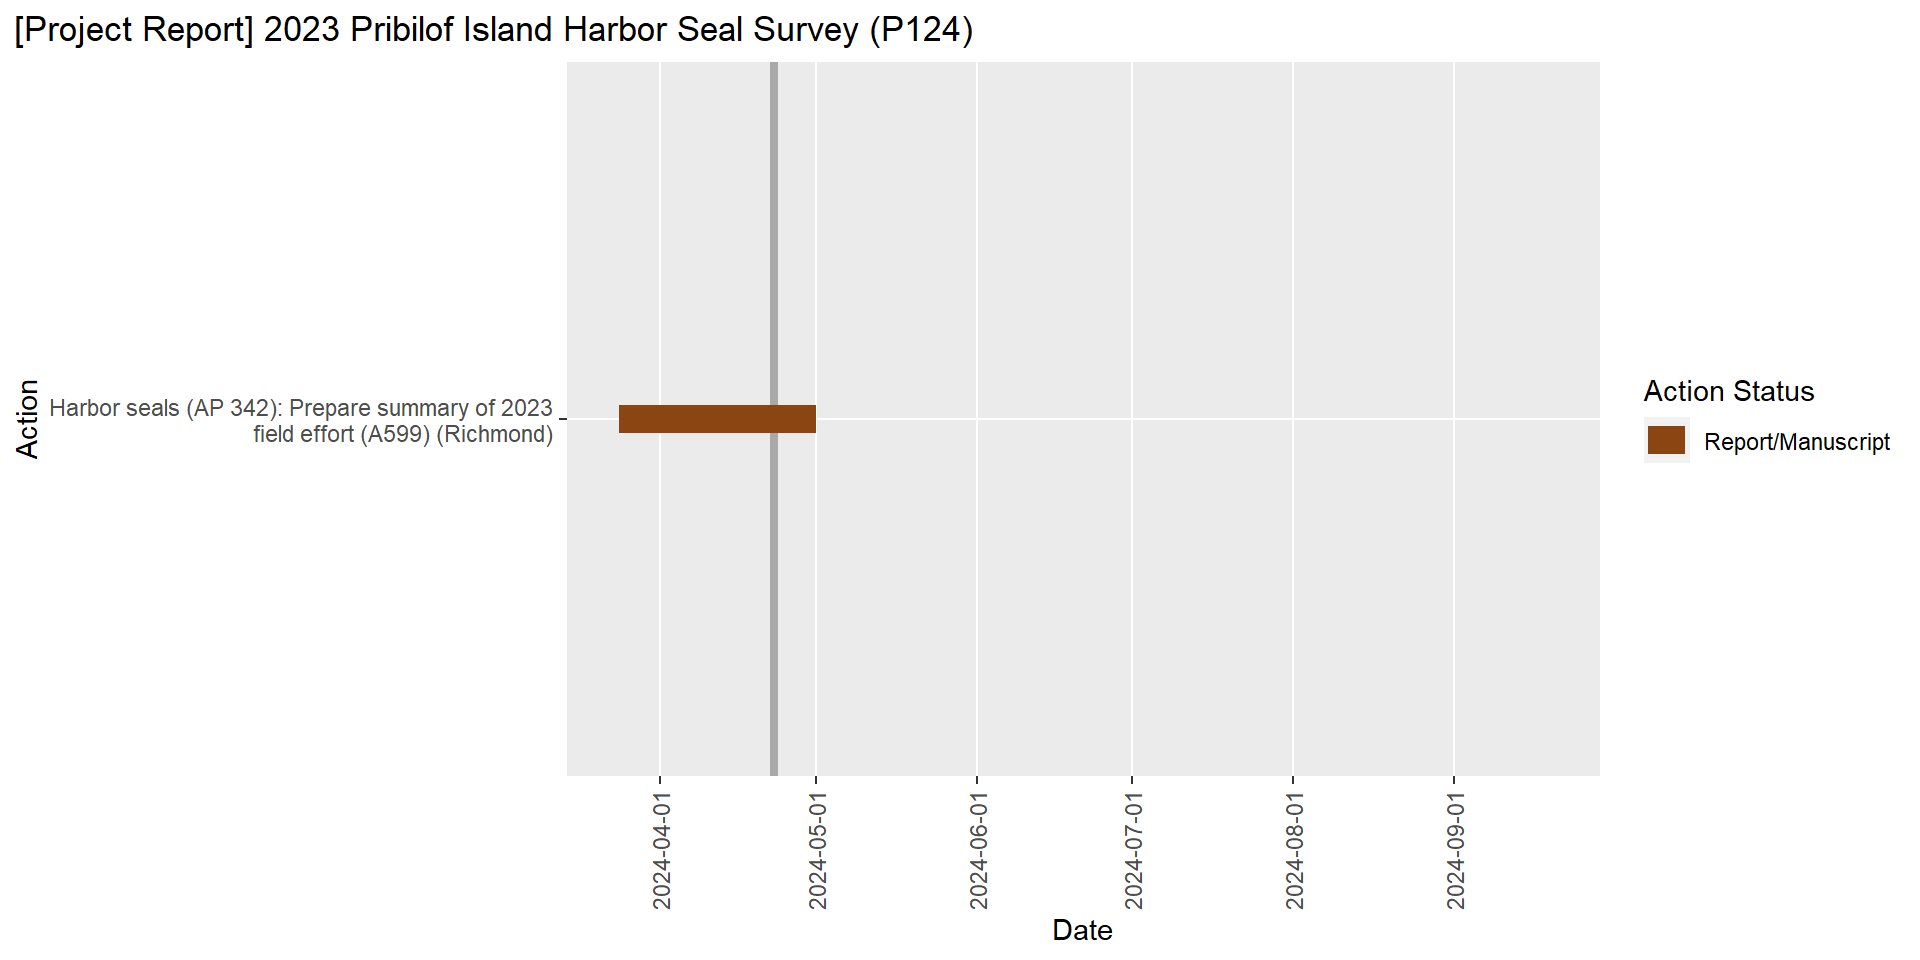 [Project Report] 2023 Pribilof Island Harbor Seal Survey (P124)
Action
Harbor seals (AP 342): Prepare summary of 2023
field effort (A599) (Richmond)
2024-04-01
2024-05-01
2024-06-01
2024-07-01
2024-08-01
2024-09-01
Date
Action Status
Report/Manuscript